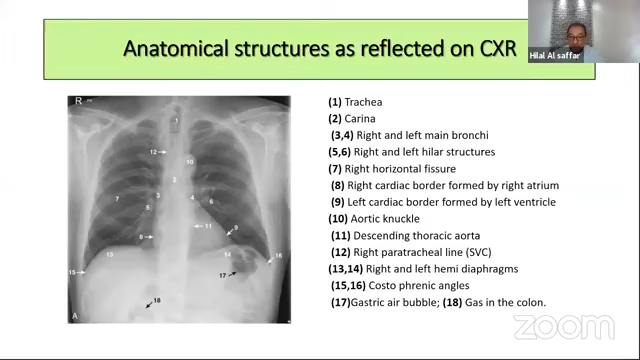 Anatomical structures as reflected on CXR
Hilal Al saffar
R
1
12
10
2
7
3
4
6
5
11
8
9
13
14
16
15
17
18
A
(1) Trachea
(2) Carina
(3,4) Right and left main bronchi
(5,6) Right and left hilar structures
(7) Right horizontal fissure
(8) Right cardiac border formed by right atrium
(9) Left cardiac border formed by left ventricle
(10) Aortic knuckle
(11) Descending thoracic aorta
(12) Right paratracheal line (SVC)
(13,14) Right and left hemi diaphragms
(15,16) Costo phrenic angles
(17)Gastric air bubble; (18) Gas in the colon.
zoom